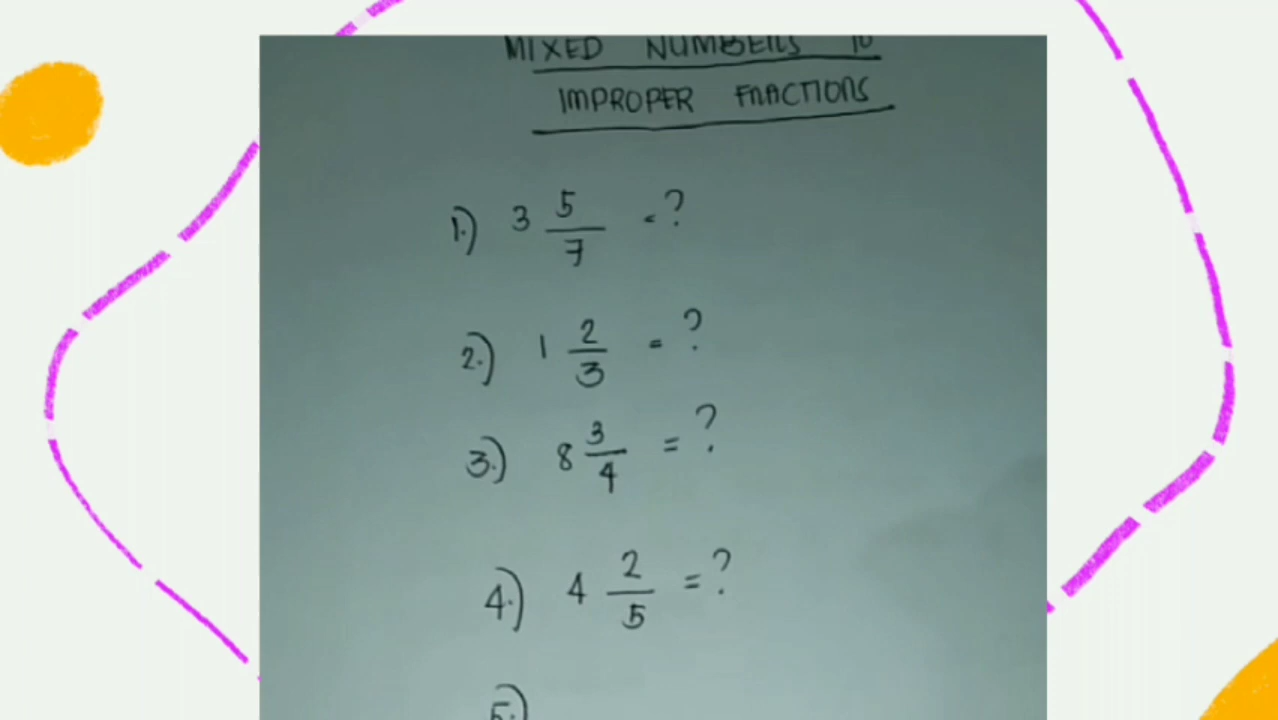 MIXED NUMBERS TO
IMPROPER FRACTIONS
1.) 3 5/7 = ?
2.) 1 2/3 = ?
3.) 8 3/4 = ?
4.) 4 2/5 = ?
5.)